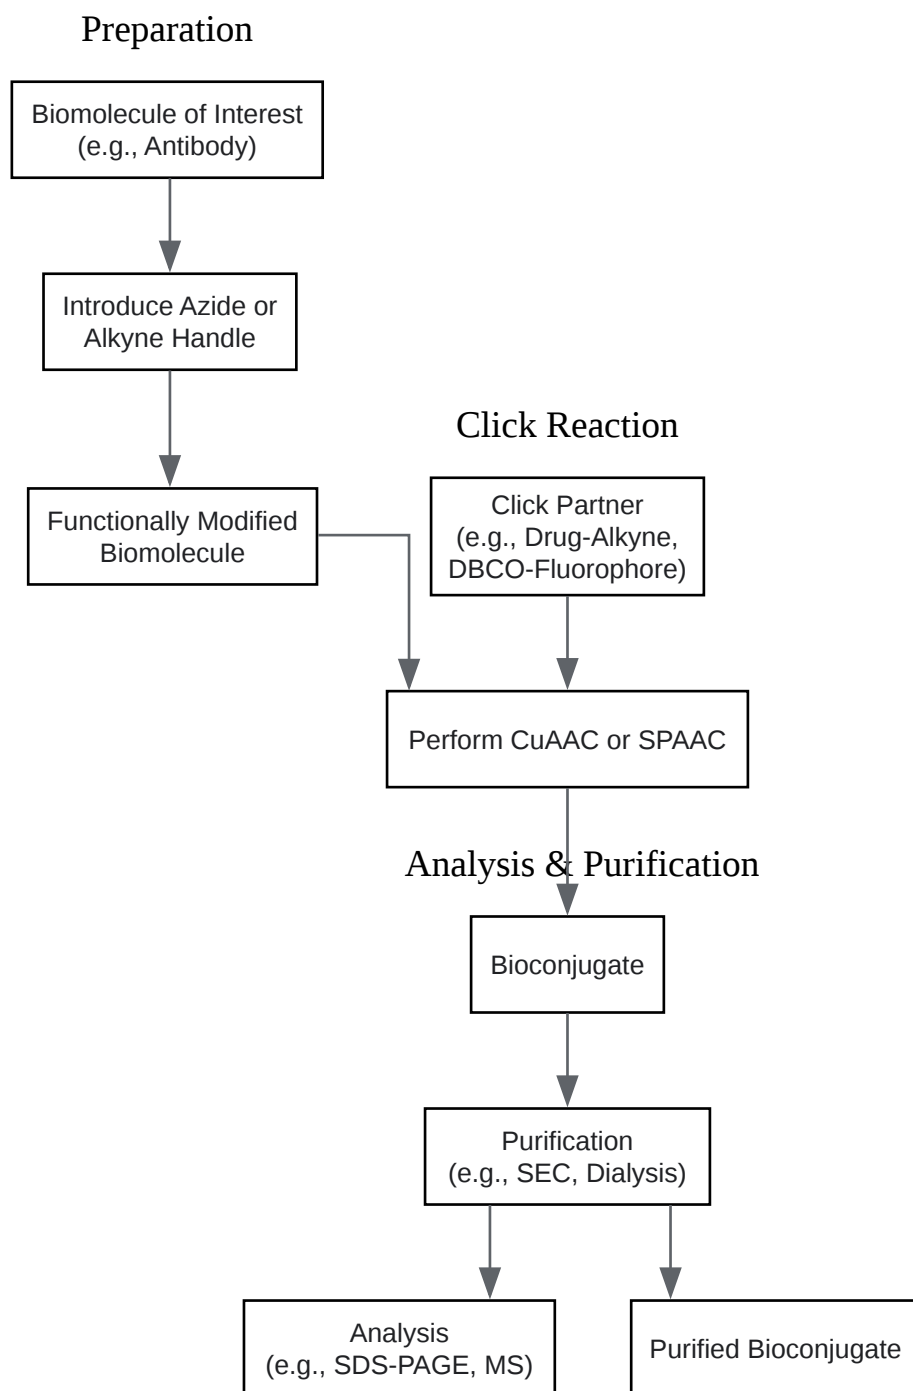 Preparation
Biomolecule of Interest
(e.g., Antibody)
Introduce Azide or
Alkyne Handle
Functionally Modified
Biomolecule
Click Reaction
Click Partner
(e.g., Drug-Alkyne,
DBCO-Fluorophore)
Perform CuAAC or SPAAC
Analysis & Purification
Bioconjugate
Purification
(e.g., SEC, Dialysis)
Analysis
(e.g., SDS-PAGE, MS)
Purified Bioconjugate